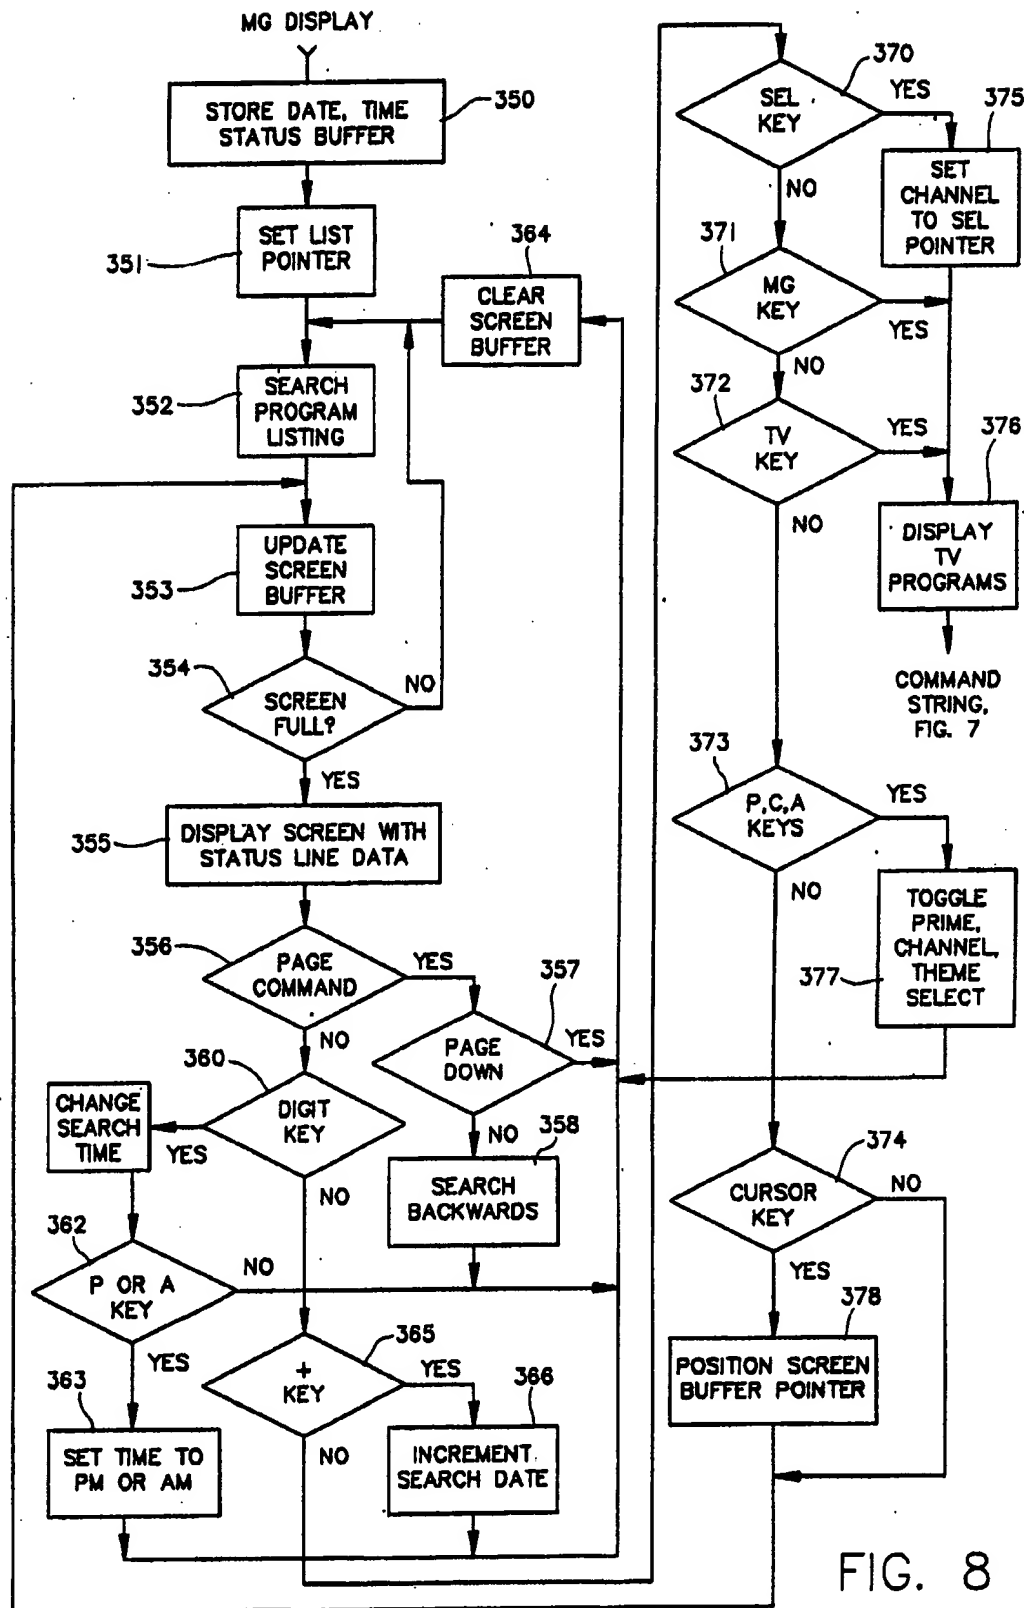 MG DISPLAY
STORE DATE, TIME
STATUS BUFFER
350
SET LIST
POINTER
351
364
CLEAR
SCREEN
BUFFER
352
SEARCH
PROGRAM
LISTING
353
UPDATE
SCREEN
BUFFER
354
SCREEN
FULL?
NO
YES
355
DISPLAY SCREEN WITH
STATUS LINE DATA
356
PAGE
COMMAND
YES
NO
357
PAGE
DOWN
YES
NO
358
SEARCH
BACKWARDS
360
DIGIT
KEY
YES
NO
CHANGE
SEARCH
TIME
362
P OR A
KEY
NO
YES
363
SET TIME TO
PM OR AM
365
+
KEY
YES
NO
366
INCREMENT
SEARCH DATE
370
SEL
KEY
YES
NO
375
SET
CHANNEL
TO SEL
POINTER
371
MG
KEY
YES
NO
372
TV
KEY
YES
NO
376
DISPLAY
TV
PROGRAMS
COMMAND
STRING,
FIG. 7
373
P,C,A
KEYS
YES
NO
377
TOGGLE
PRIME,
CHANNEL,
THEME
SELECT
374
CURSOR
KEY
NO
YES
378
POSITION SCREEN
BUFFER POINTER
FIG. 8